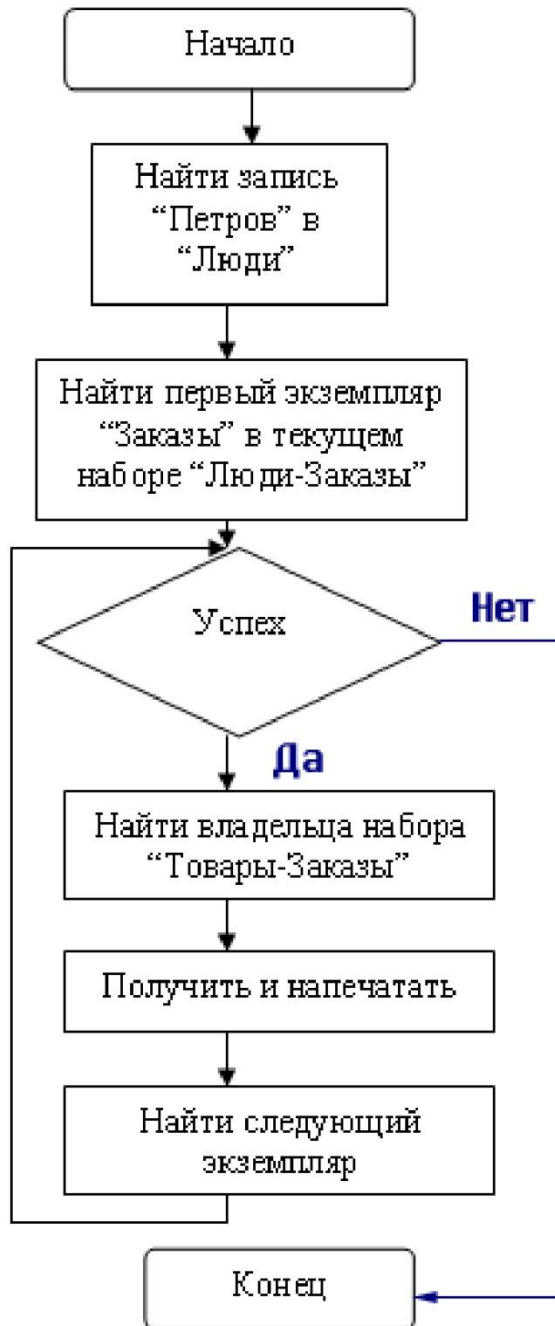 Начало
Найти запись
“Петров” в
“Люди”
Найти первый экземпляр
“Заказы” в текущем
наборе “Люди-Заказы”
Успех
Нет
Да
Найти владельца набора
“Товары-Заказы”
Получить и напечатать
Найти следующий
экземпляр
Конец